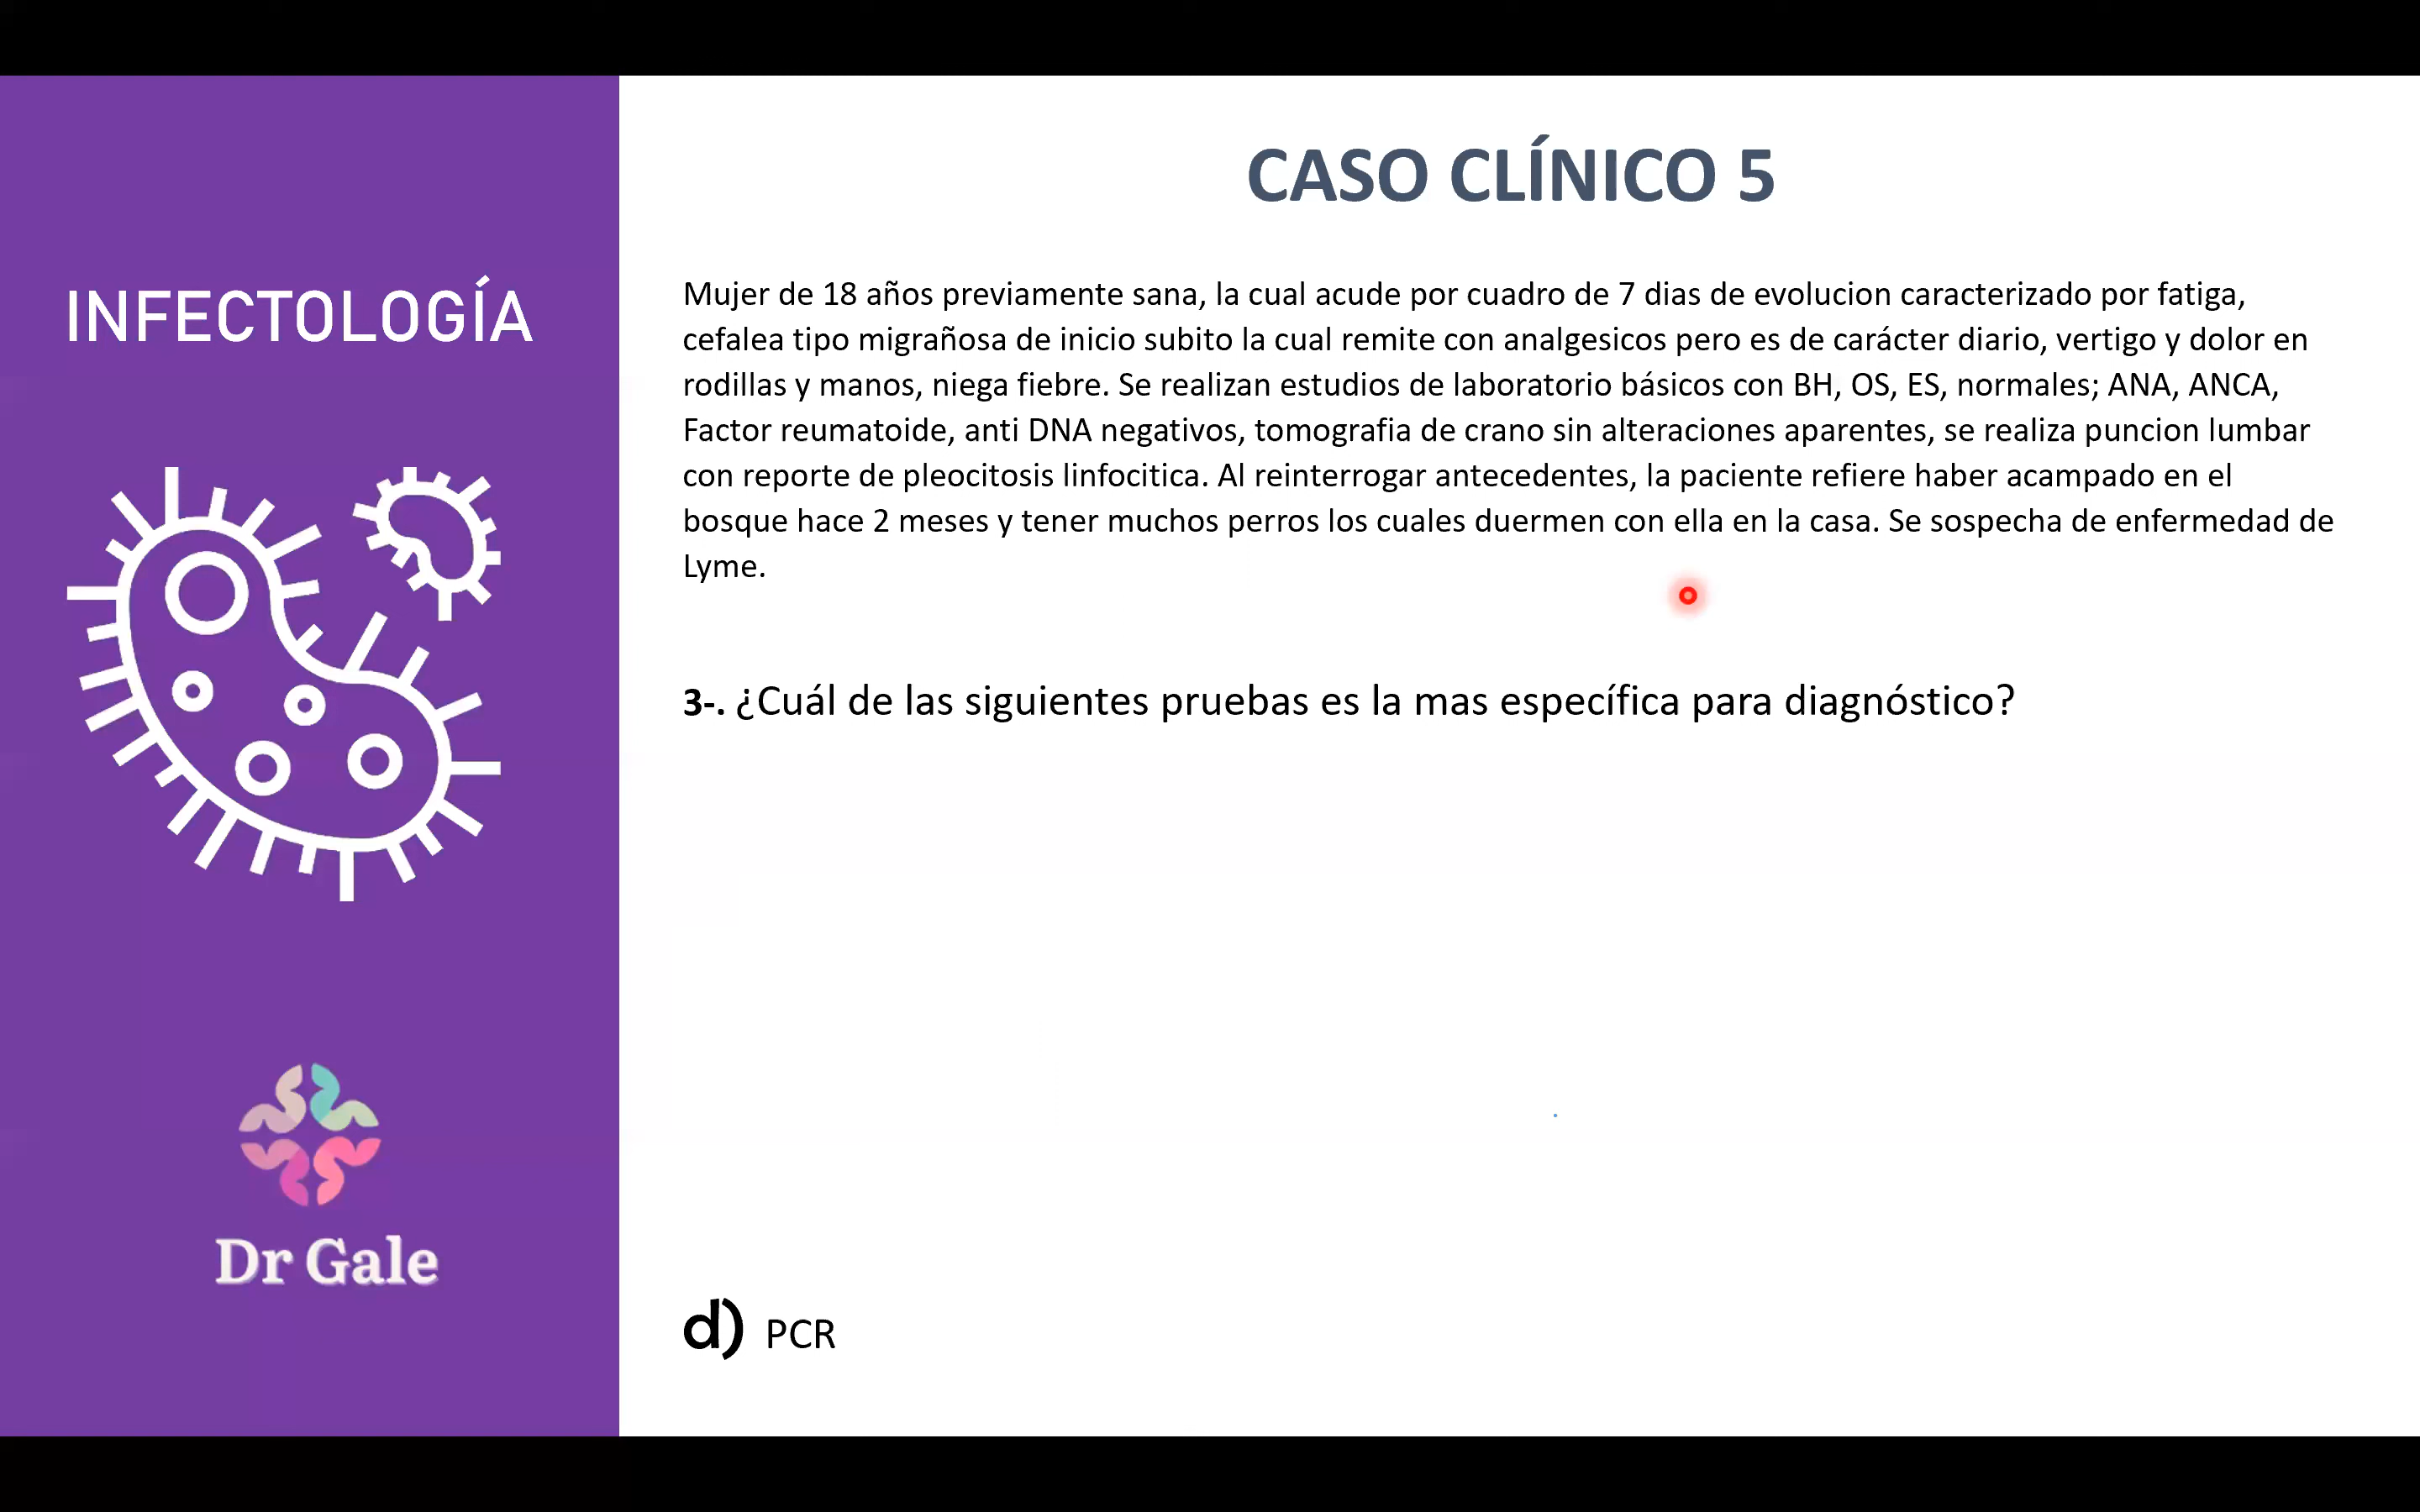 CASO CLÍNICO 5
INFECTOLOGÍA
Mujer de 18 años previamente sana, la cual acude por cuadro de 7 dias de evolucion caracterizado por fatiga,
cefalea tipo migrañosa de inicio subito la cual remite con analgesicos pero es de carácter diario, vertigo y dolor en
rodillas y manos, niega fiebre. Se realizan estudios de laboratorio básicos con BH, OS, ES, normales; ANA, ANCA,
Factor reumatoide, anti DNA negativos, tomografia de crano sin alteraciones aparentes, se realiza puncion lumbar
con reporte de pleocitosis linfocitica. Al reinterrogar antecedentes, la paciente refiere haber acampado en el
bosque hace 2 meses y tener muchos perros los cuales duermen con ella en la casa. Se sospecha de enfermedad de
Lyme.
3-. ¿Cuál de las siguientes pruebas es la mas específica para diagnóstico?
Dr Gale
d) PCR